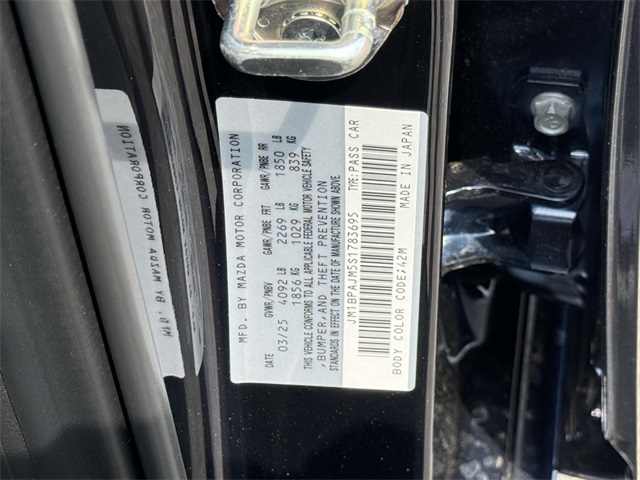 MFD. BY MAZDA MOTOR CORPORATION
DATE GVWR/PNBV GAWR/PNBE FRT GAWR/PNBE RR
03/25 4092 LB 2269 LB 1850 LB
1856 KG 1029 KG 839 KG
THIS VEHICLE CONFORMS TO ALL APPLICABLE FEDERAL MOTOR VEHICLE SAFETY
, BUMPER, AND THEFT PREVENTION
STANDARDS IN EFFECT ON THE DATE OF MANUFACTURE SHOWN ABOVE.
JM1BPAJM5S1783695 TYPE:PASS CAR
BODY COLOR CODE:42M MADE IN JAPAN